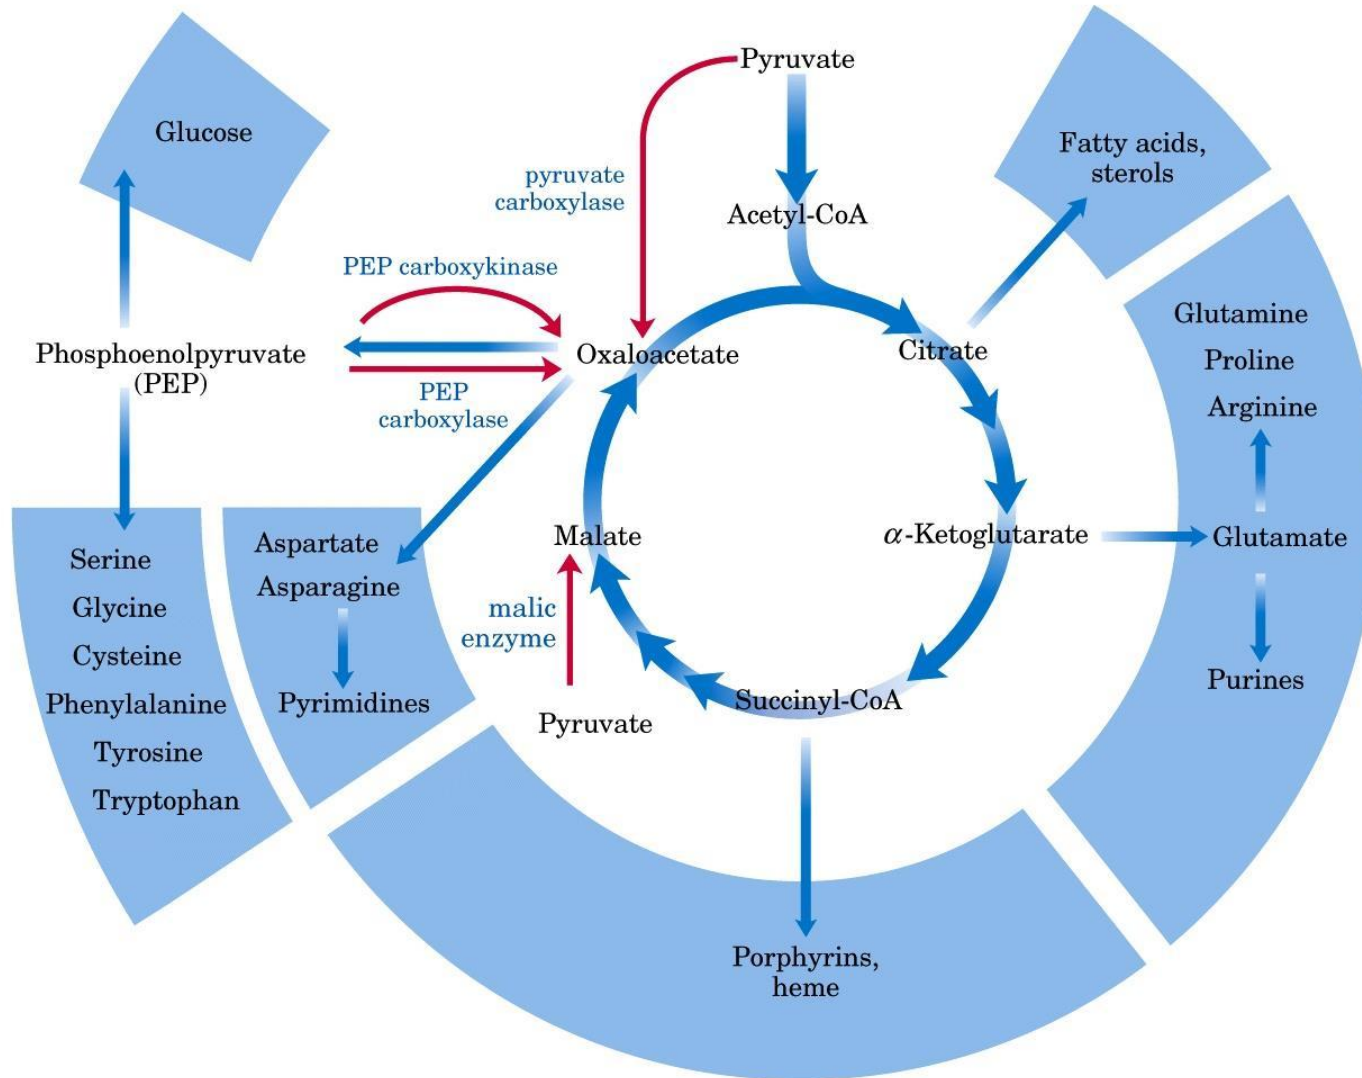 Pyruvate
Glucose
Fatty acids,
sterols
pyruvate
carboxylase
Acetyl-CoA
PEP carboxykinase
Glutamine
Proline
Arginine
Phosphoenolpyruvate
(PEP)
Oxaloacetate
Citrate
PEP
carboxylase
Malate
α-Ketoglutarate
Glutamate
Purines
Aspartate
Asparagine
Pyrimidines
Serine
Glycine
Cysteine
Phenylalanine
Tyrosine
Tryptophan
malic
enzyme
Pyruvate
Succinyl-CoA
Porphyrins,
heme